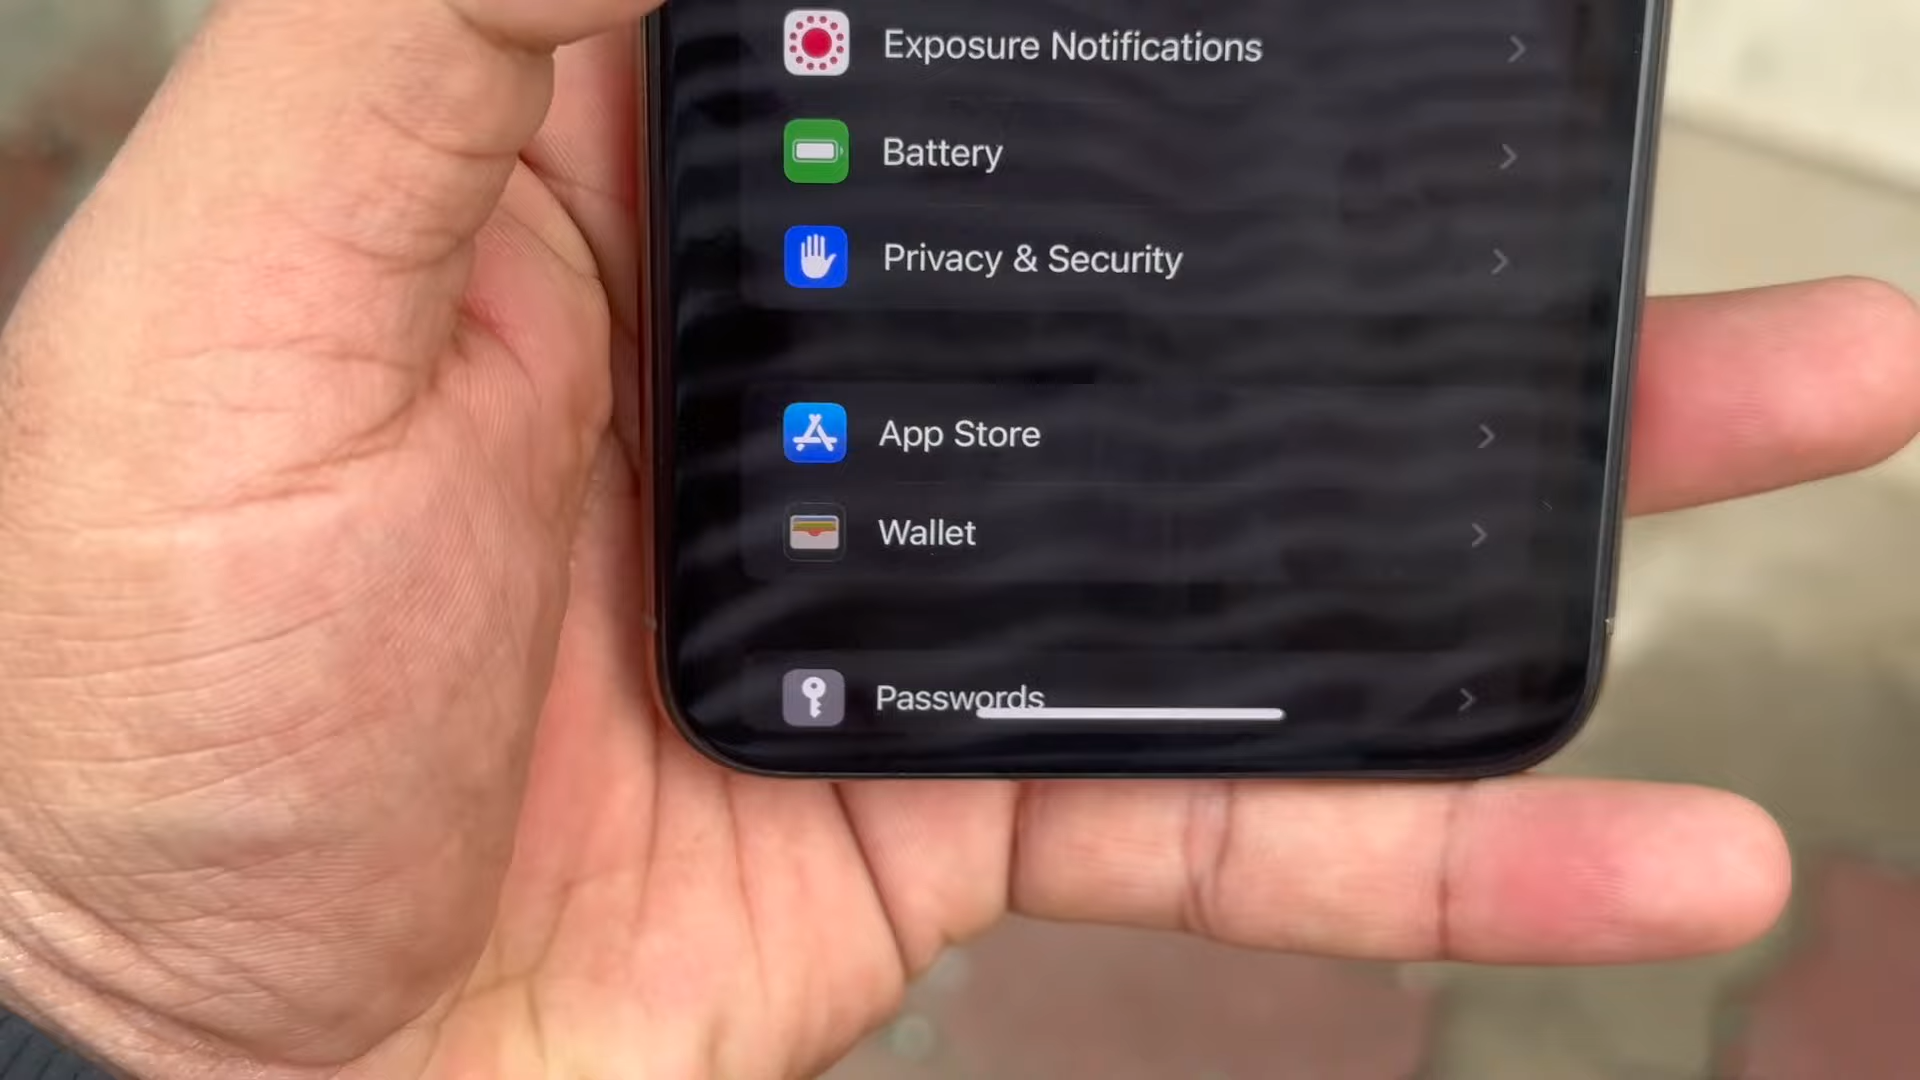 Exposure Notifications
Battery
Privacy & Security
App Store
Wallet
Passwords